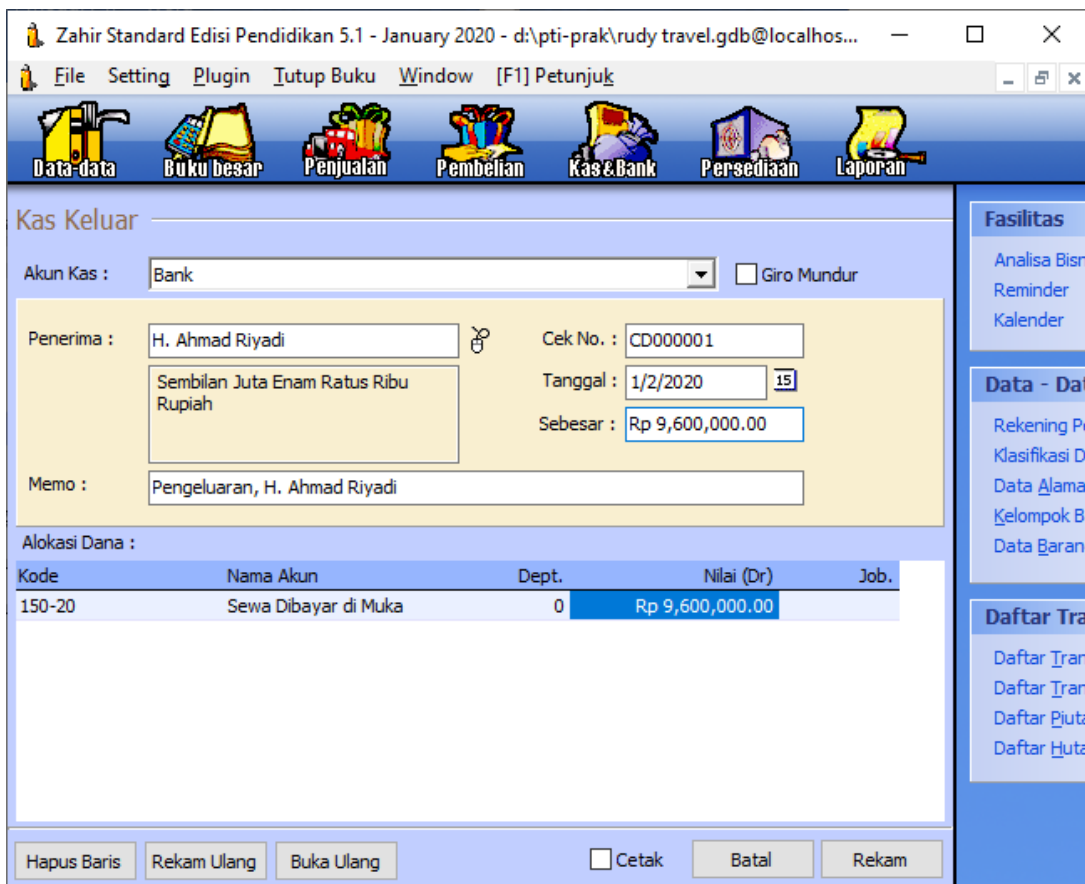 Zahir Standard Edisi Pendidikan 5.1 - January 2020 - d:\pti-prak\rudy travel.gdb@localhos...
File Setting Plugin Tutup Buku Window [F1] Petunjuk
Data-data Buku besar Penjualan Pembelian Kas&Bank Persediaan Laporan
Kas Keluar
Akun Kas : Bank Giro Mundur
Penerima : H. Ahmad Riyadi Cek No. : CD000001
Sembilan Juta Enam Ratus Ribu
Rupiah
Tanggal : 1/2/2020 15
Sebesar : Rp 9,600,000.00
Memo : Pengeluaran, H. Ahmad Riyadi
Alokasi Dana :
Kode Nama Akun Dept. Nilai (Dr) Job.
150-20 Sewa Dibayar di Muka 0 Rp 9,600,000.00
Hapus Baris Rekam Ulang Buka Ulang Cetak Batal Rekam
Fasilitas
Analisa Bisn
Reminder
Kalender
Data - Dat
Rekening Pe
Klasifikasi D
Data Alama
Kelompok B
Data Baran
Daftar Tra
Daftar Tran
Daftar Tran
Daftar Piuta
Daftar Huta